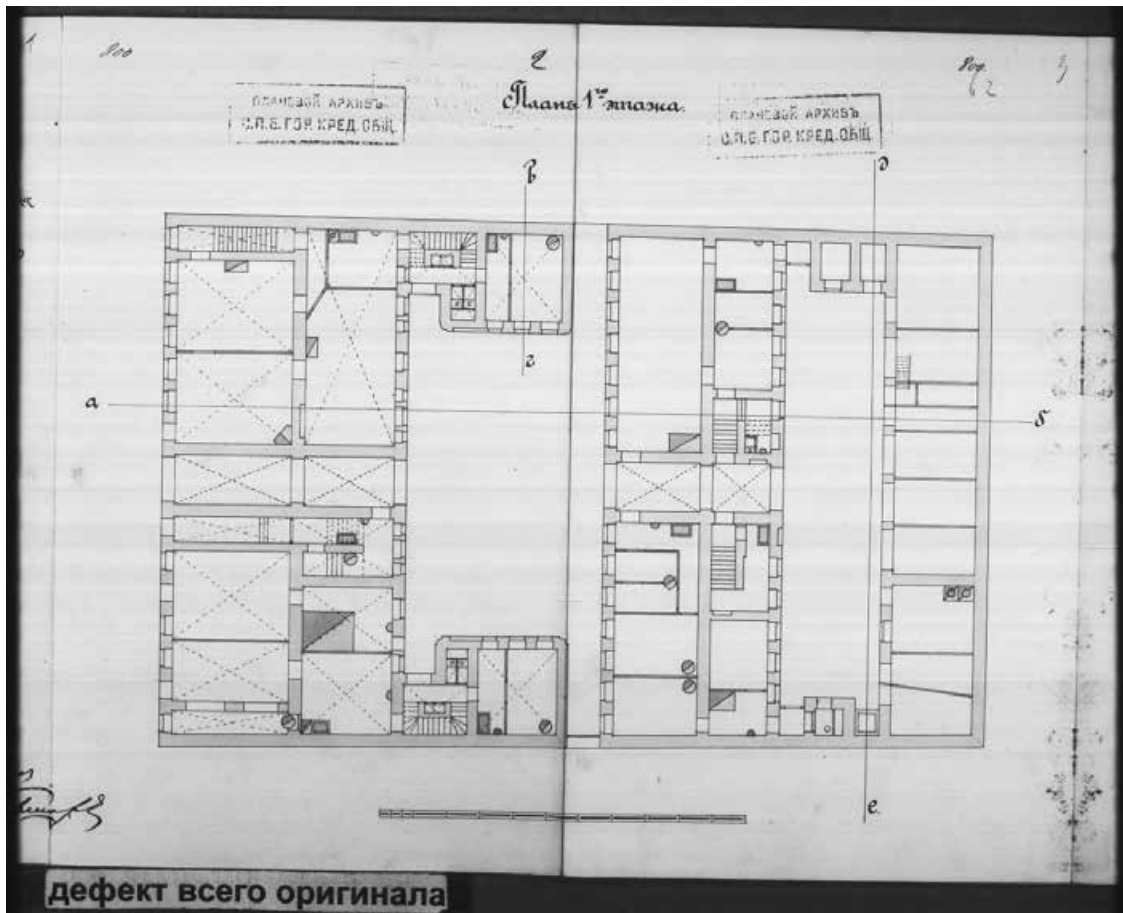 2
Планъ 1го этажа.
ПЛАНОВОЙ АРХИВЪ
С.П.Б. ГОР. КРЕД. ОБЩ.
ПЛАНОВОЙ АРХИВЪ
С.П.Б. ГОР. КРЕД. ОБЩ.
в
д
г
а
б
е
дефект всего оригинала